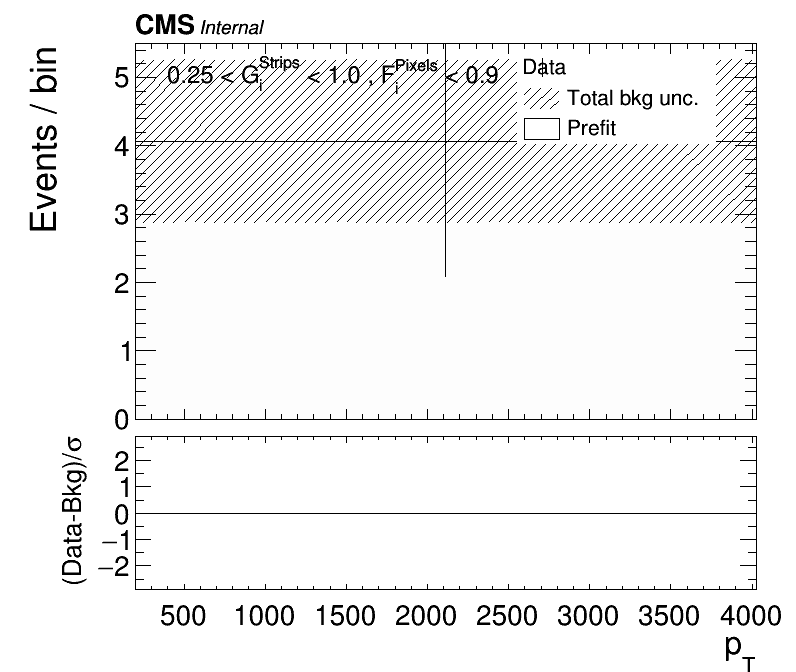 CMS Internal
Events / bin
0.25 < G_i^Strips < 1.0 , F_i^Pixels < 0.9
Data
Total bkg unc.
Prefit
5
4
3
2
1
0
(Data-Bkg)/σ
2
1
0
−1
−2
500 1000 1500 2000 2500 3000 3500 4000
p_T